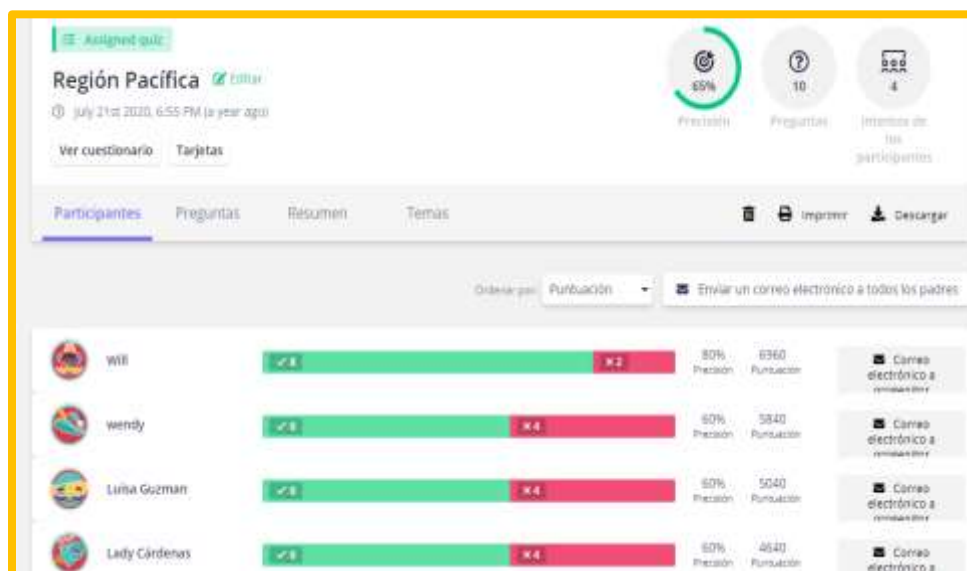 Assigned quiz
Región Pacífica Editar
July 21st 2020, 6:55 PM (a year ago)
Ver cuestionario Tarjetas
65%
Precisión
10
Preguntas
4
Intentos de
los
participantes
Participantes Preguntas Resumen Temas Imprimir Descargar
Ordenar por Puntuación Enviar un correo electrónico a todos los padres
Will 8 2 80% 6360 Correo
Precisión Puntuación electrónico a
wendy 4 60% 5840 Correo
Precisión Puntuación electrónico a
Luisa Guzman 4 60% 5040 Correo
Precisión Puntuación electrónico a
Lady Cárdenas 4 60% 4640 Correo
Precisión Puntuación electrónico a